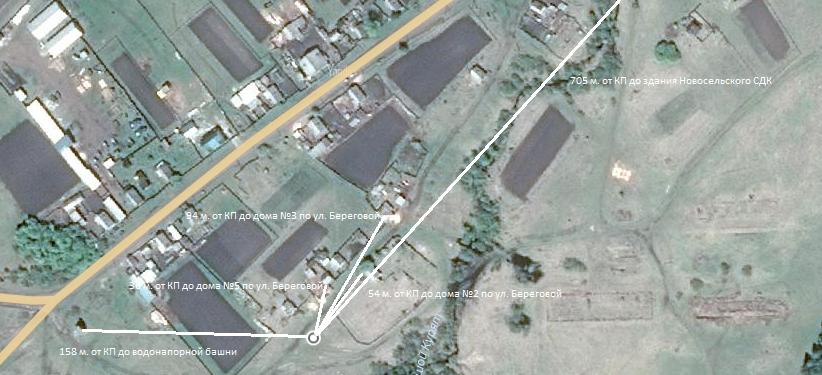 705 м. от КП до здания Новосельского СДК
94 м. от КП до дома №3 по ул. Береговой
м. от КП до дома №5 по ул. Береговой
54 м. от КП до дома №2 по ул. Береговой
158 м. от КП до водонапорной башни